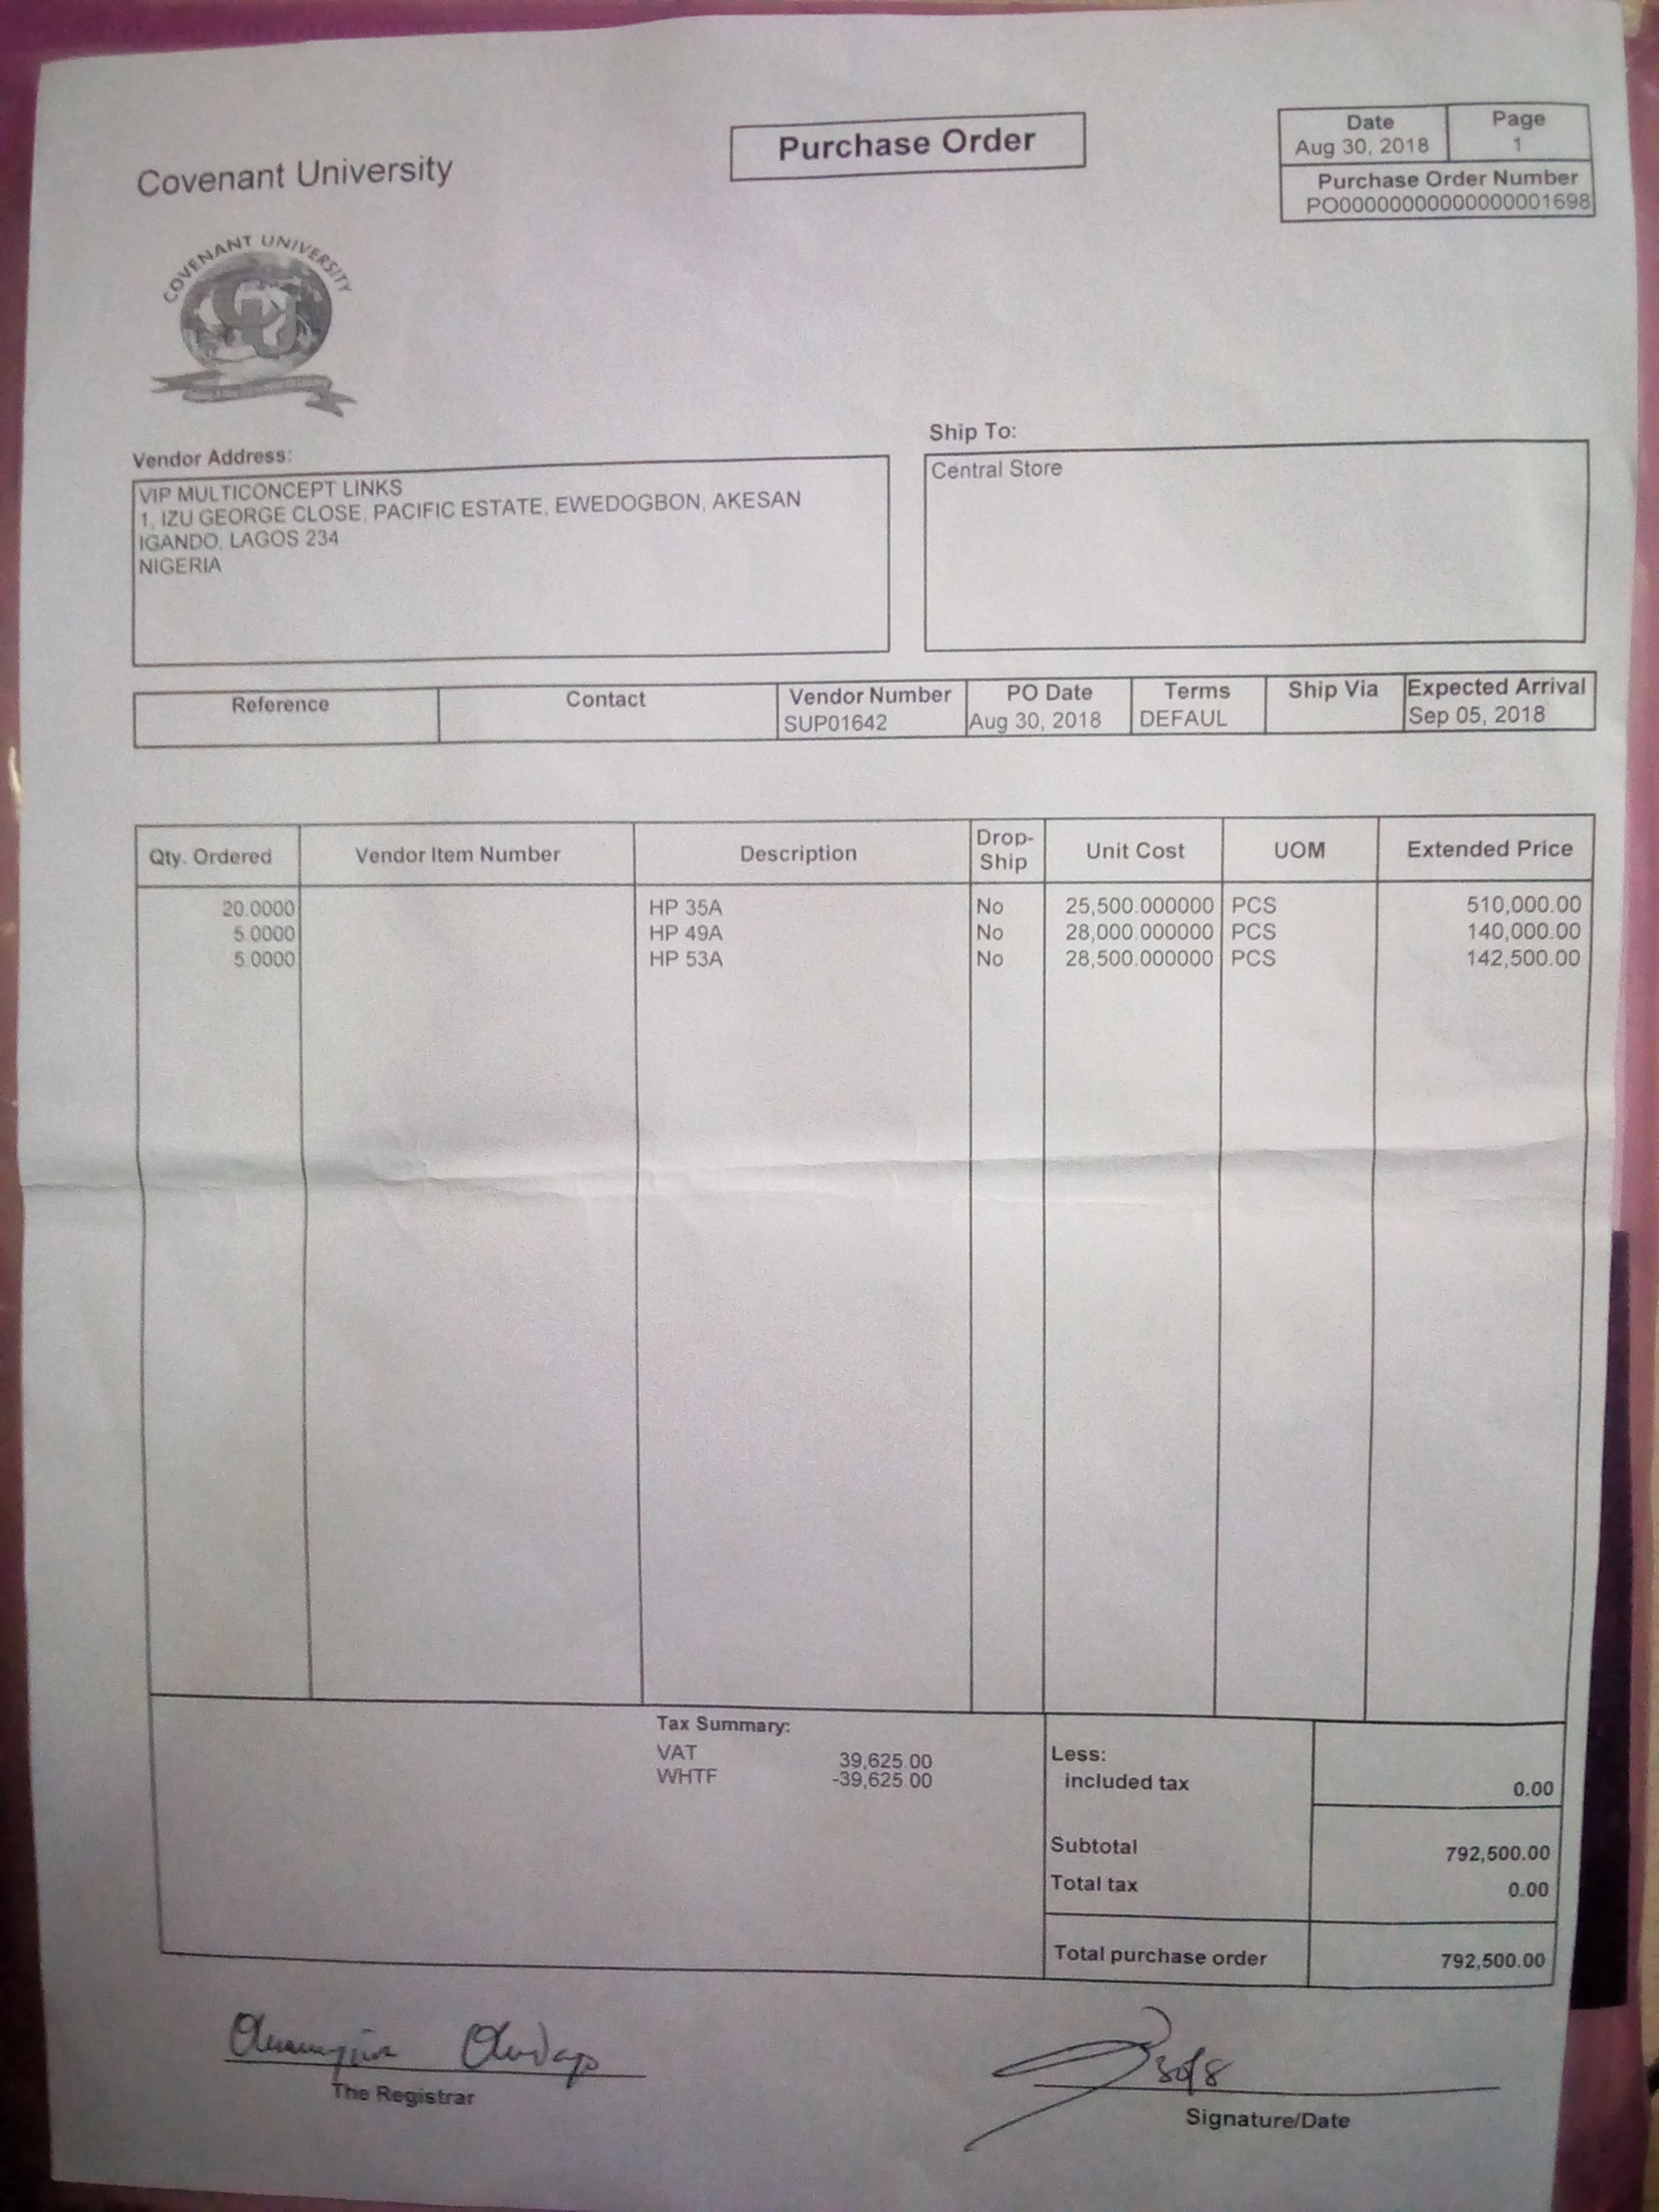 Covenant University
Purchase Order
Date
Aug 30, 2018
Page
1
Purchase Order Number
PO0000000000000001698
COVENANT UNIVERSITY
CU
Vendor Address:
VIP MULTICONCEPT LINKS
1, IZU GEORGE CLOSE, PACIFIC ESTATE, EWEDOGBON, AKESAN
IGANDO, LAGOS 234
NIGERIA
Ship To:
Central Store
Reference Contact Vendor Number PO Date Terms Ship Via Expected Arrival
SUP01642 Aug 30, 2018 DEFAUL Sep 05, 2018
Qty. Ordered Vendor Item Number Description Drop-Ship Unit Cost UOM Extended Price
20.0000 HP 35A No 25,500.000000 PCS 510,000.00
5.0000 HP 49A No 28,000.000000 PCS 140,000.00
5.0000 HP 53A No 28,500.000000 PCS 142,500.00
Tax Summary:
VAT 39,625.00
WHTF -39,625.00
Less:
included tax 0.00
Subtotal 792,500.00
Total tax 0.00
Total purchase order 792,500.00
The Registrar
30/8
Signature/Date